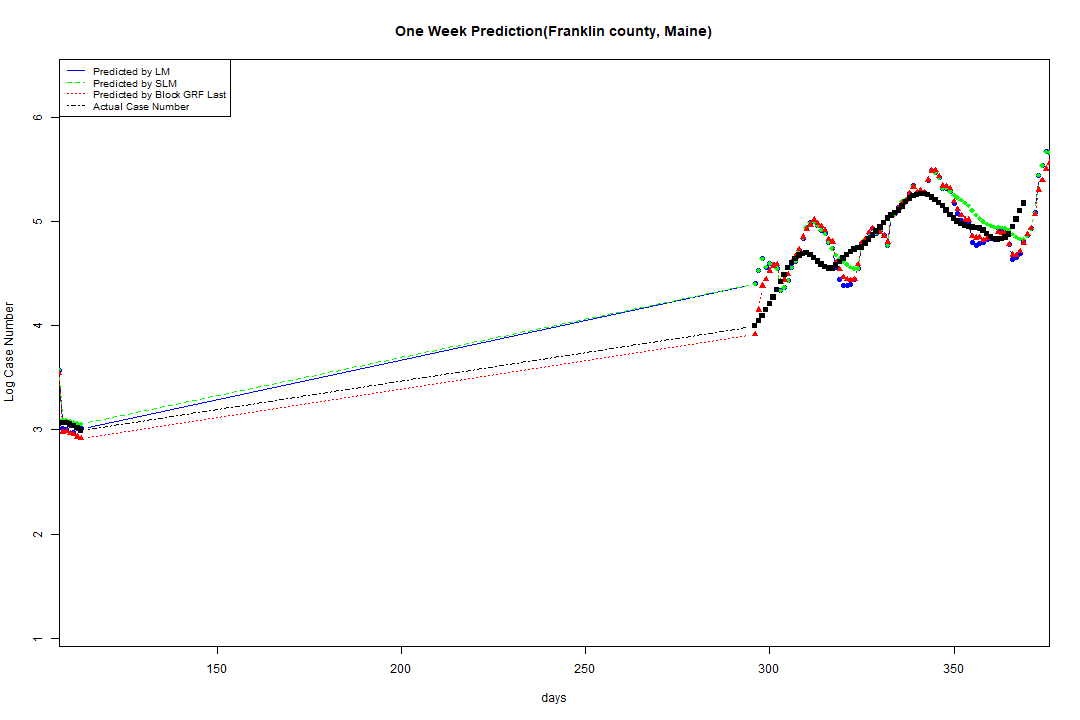 One Week Prediction(Franklin county, Maine)
Predicted by LM
Predicted by SLM
Predicted by Block GRF Last
Actual Case Number
6
5
4
3
2
1
Log Case Number
150 200 250 300 350
days